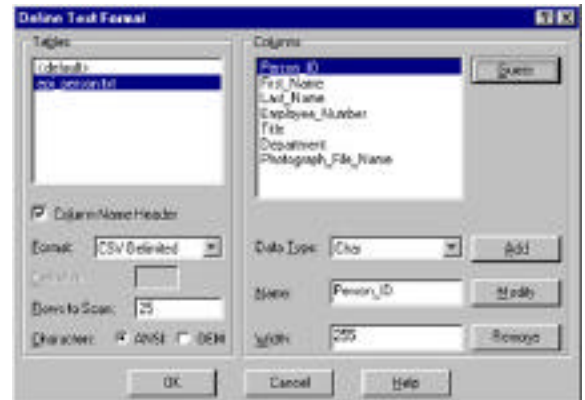 Define Text Format
Tables
<default>
person.txt
Column Name Header
Format: CSV Delimited
Rows to Scan: 25
Characters: ANSI OEM
Columns
Person_ID
First_Name
Last_Name
Employee_Number
Title
Department
Photograph_File_Name
Guess
Data Type: Char
Add
Name: Person_ID
Modify
Width: 255
Remove
OK
Cancel
Help